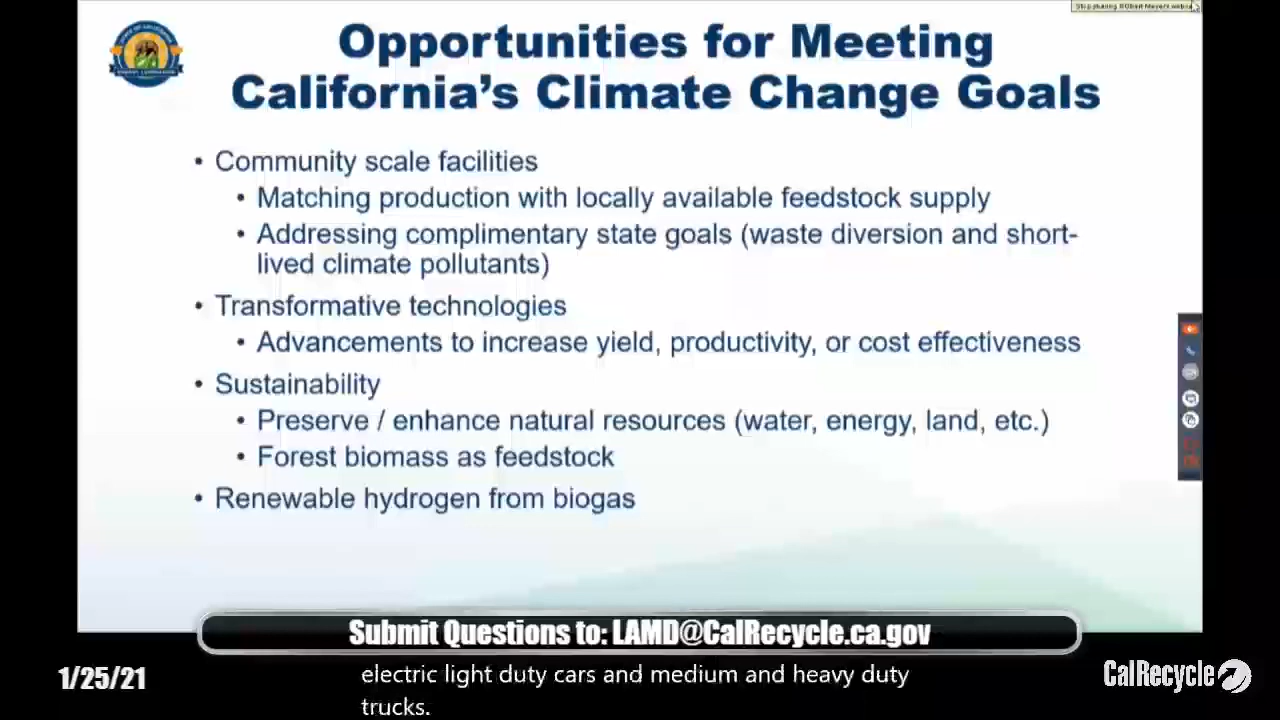 Opportunities for Meeting
California's Climate Change Goals
• Community scale facilities
• Matching production with locally available feedstock supply
• Addressing complimentary state goals (waste diversion and short-
lived climate pollutants)
• Transformative technologies
• Advancements to increase yield, productivity, or cost effectiveness
• Sustainability
• Preserve / enhance natural resources (water, energy, land, etc.)
• Forest biomass as feedstock
• Renewable hydrogen from biogas
Submit Questions to: LAMD@CalRecycle.ca.gov
electric light duty cars and medium and heavy duty
trucks.
1/25/21
CalRecycle